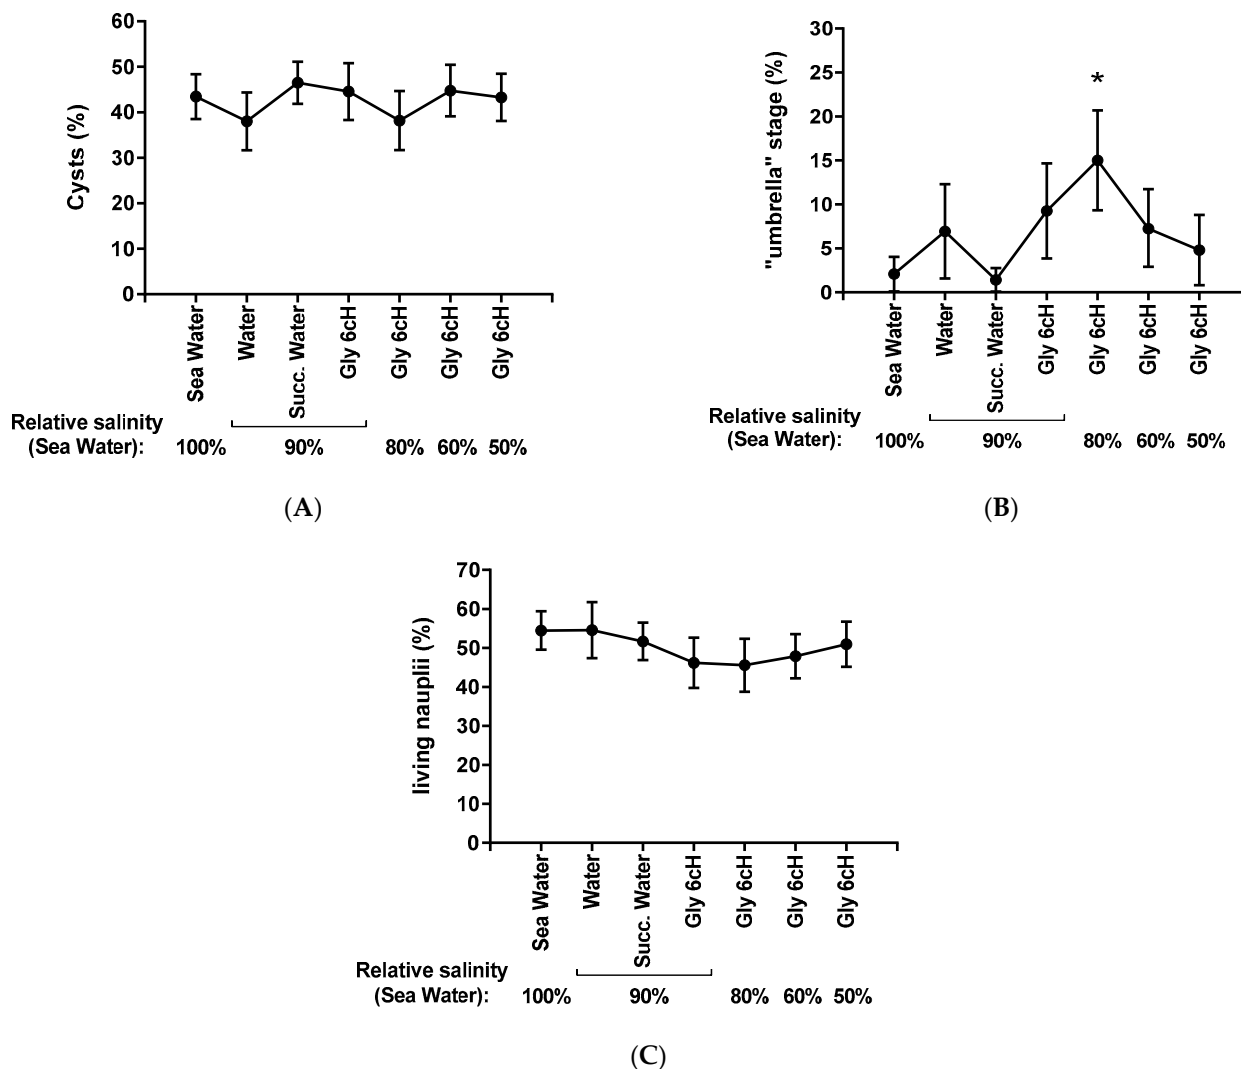 60
50
40
30
20
10
0
Cysts (%)
Sea Water
Water
Succ. Water
Gly 6cH
Gly 6cH
Gly 6cH
Gly 6cH
Relative salinity
(Sea Water): 100% 90% 80% 60% 50%
(A)
30
25
20
15
10
5
0
"umbrella" stage (%)
*
Sea Water
Water
Succ. Water
Gly 6cH
Gly 6cH
Gly 6cH
Gly 6cH
Relative salinity
(Sea Water): 100% 90% 80% 60% 50%
(B)
70
60
50
40
30
20
10
0
living nauplii (%)
Sea Water
Water
Succ. Water
Gly 6cH
Gly 6cH
Gly 6cH
Gly 6cH
Relative salinity
(Sea Water): 100% 90% 80% 60% 50%
(C)